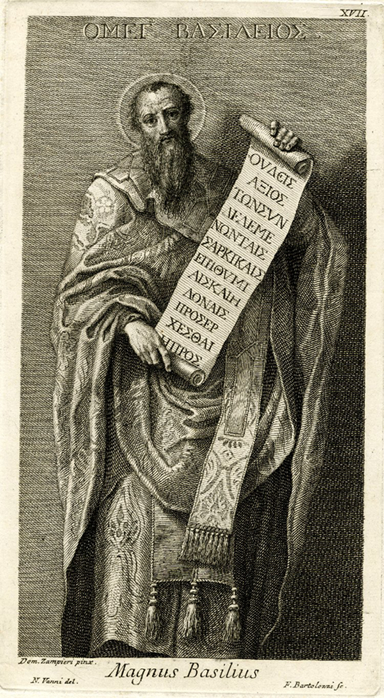 XVII.
ΟΜΕΓ ΒΑΣΙΛΕΙΟΣ.
ΟΥΔΕΙΣ
ΑΞΙΟΣ
ΤΩΝ ΣΥΝ
ΔΕΔΕΜΕ
ΝΩΝ ΤΑΙΣ
ΣΑΡΚΙΚΑΙΣ
ΕΠΙΘΥΜΙ
ΑΙΣ ΚΑΙ Η
ΔΟΝΑΙΣ
ΠΡΟΣΕΡ
ΧΕΣΘΑΙ
Η ΠΡΟΣ
Dom. Zampieri pinx.
Magnus Basilius
N. Vanni del.
F. Bartolozzi sc.